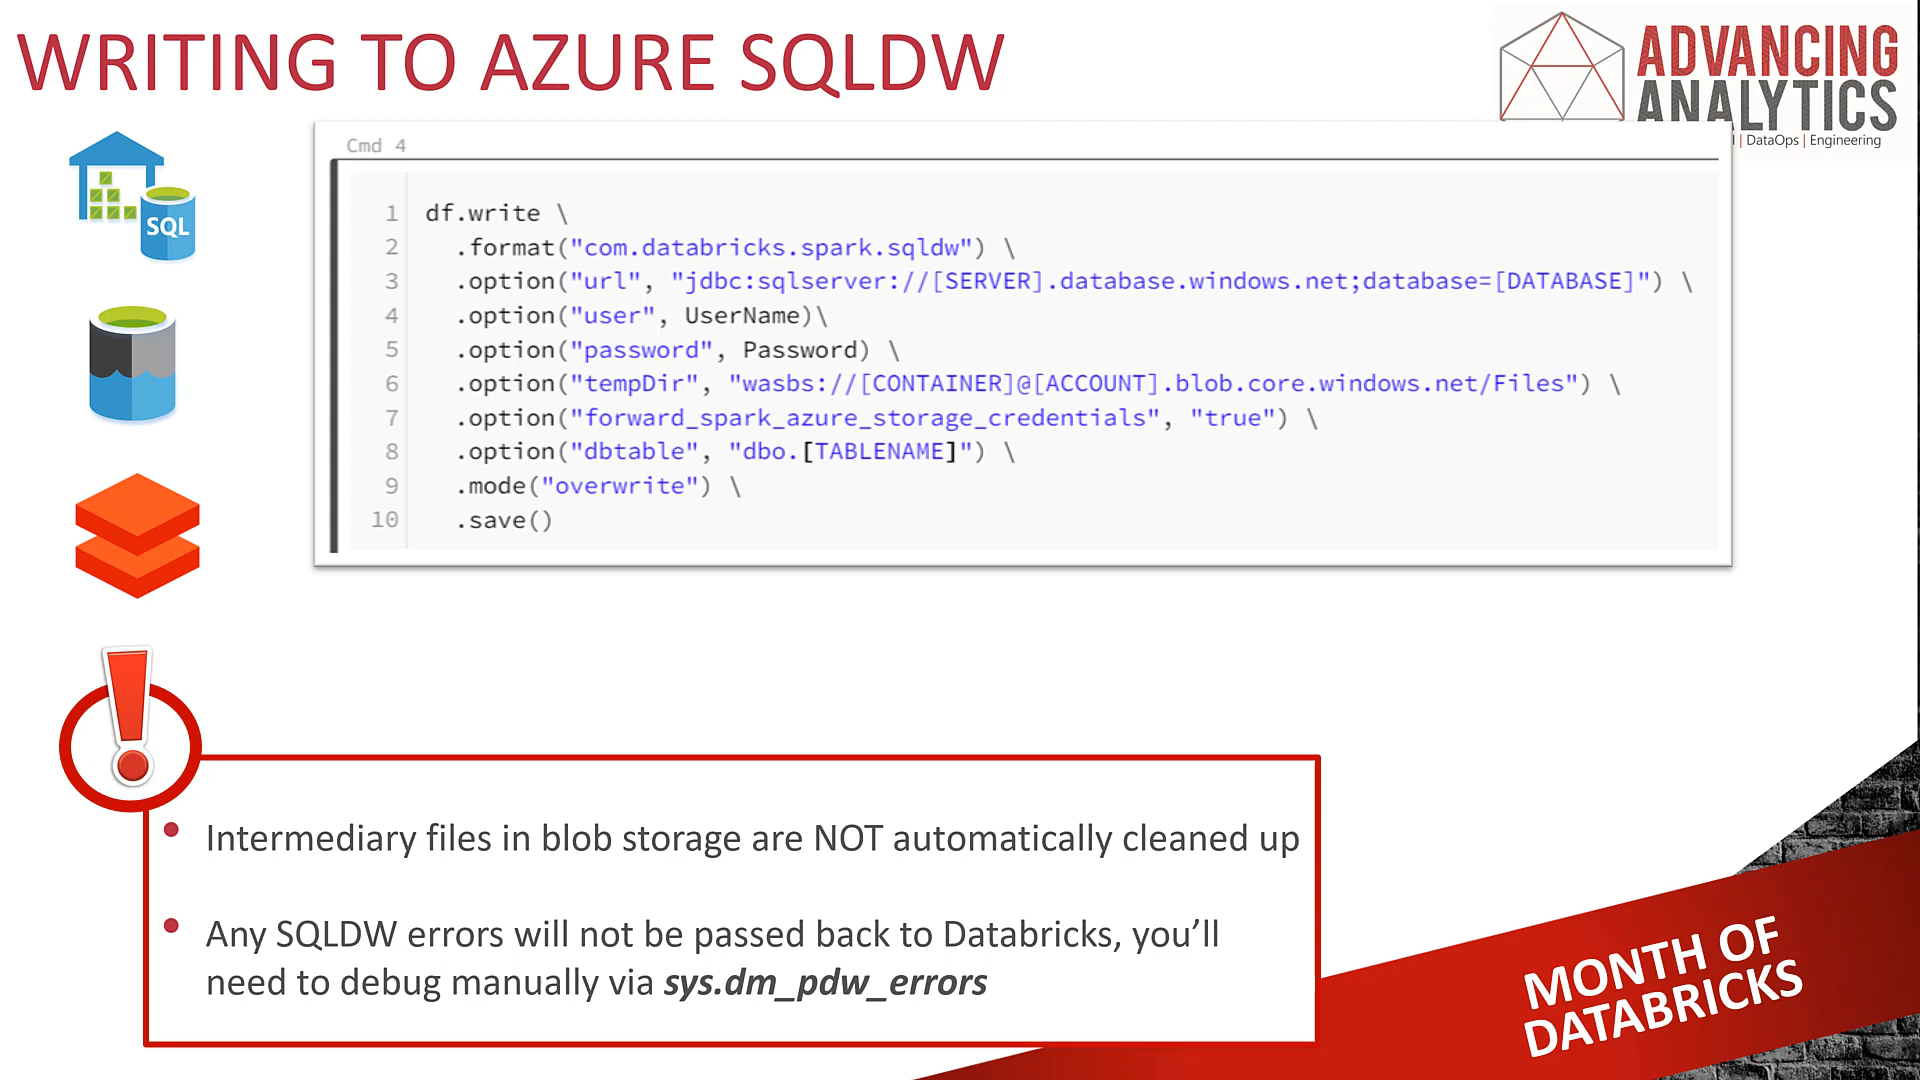 WRITING TO AZURE SQLDW
ADVANCING
ANALYTICS
| DataOps | Engineering
SQL
Cmd 4
1 df.write \
2 .format("com.databricks.spark.sqldw") \
3 .option("url", "jdbc:sqlserver://[SERVER].database.windows.net;database=[DATABASE]") \
4 .option("user", UserName)\
5 .option("password", Password) \
6 .option("tempDir", "wasbs://[CONTAINER]@[ACCOUNT].blob.core.windows.net/Files") \
7 .option("forward_spark_azure_storage_credentials", "true") \
8 .option("dbtable", "dbo.[TABLENAME]") \
9 .mode("overwrite") \
10 .save()
• Intermediary files in blob storage are NOT automatically cleaned up
• Any SQLDW errors will not be passed back to Databricks, you’ll
need to debug manually via sys.dm_pdw_errors
MONTH OF
DATABRICKS